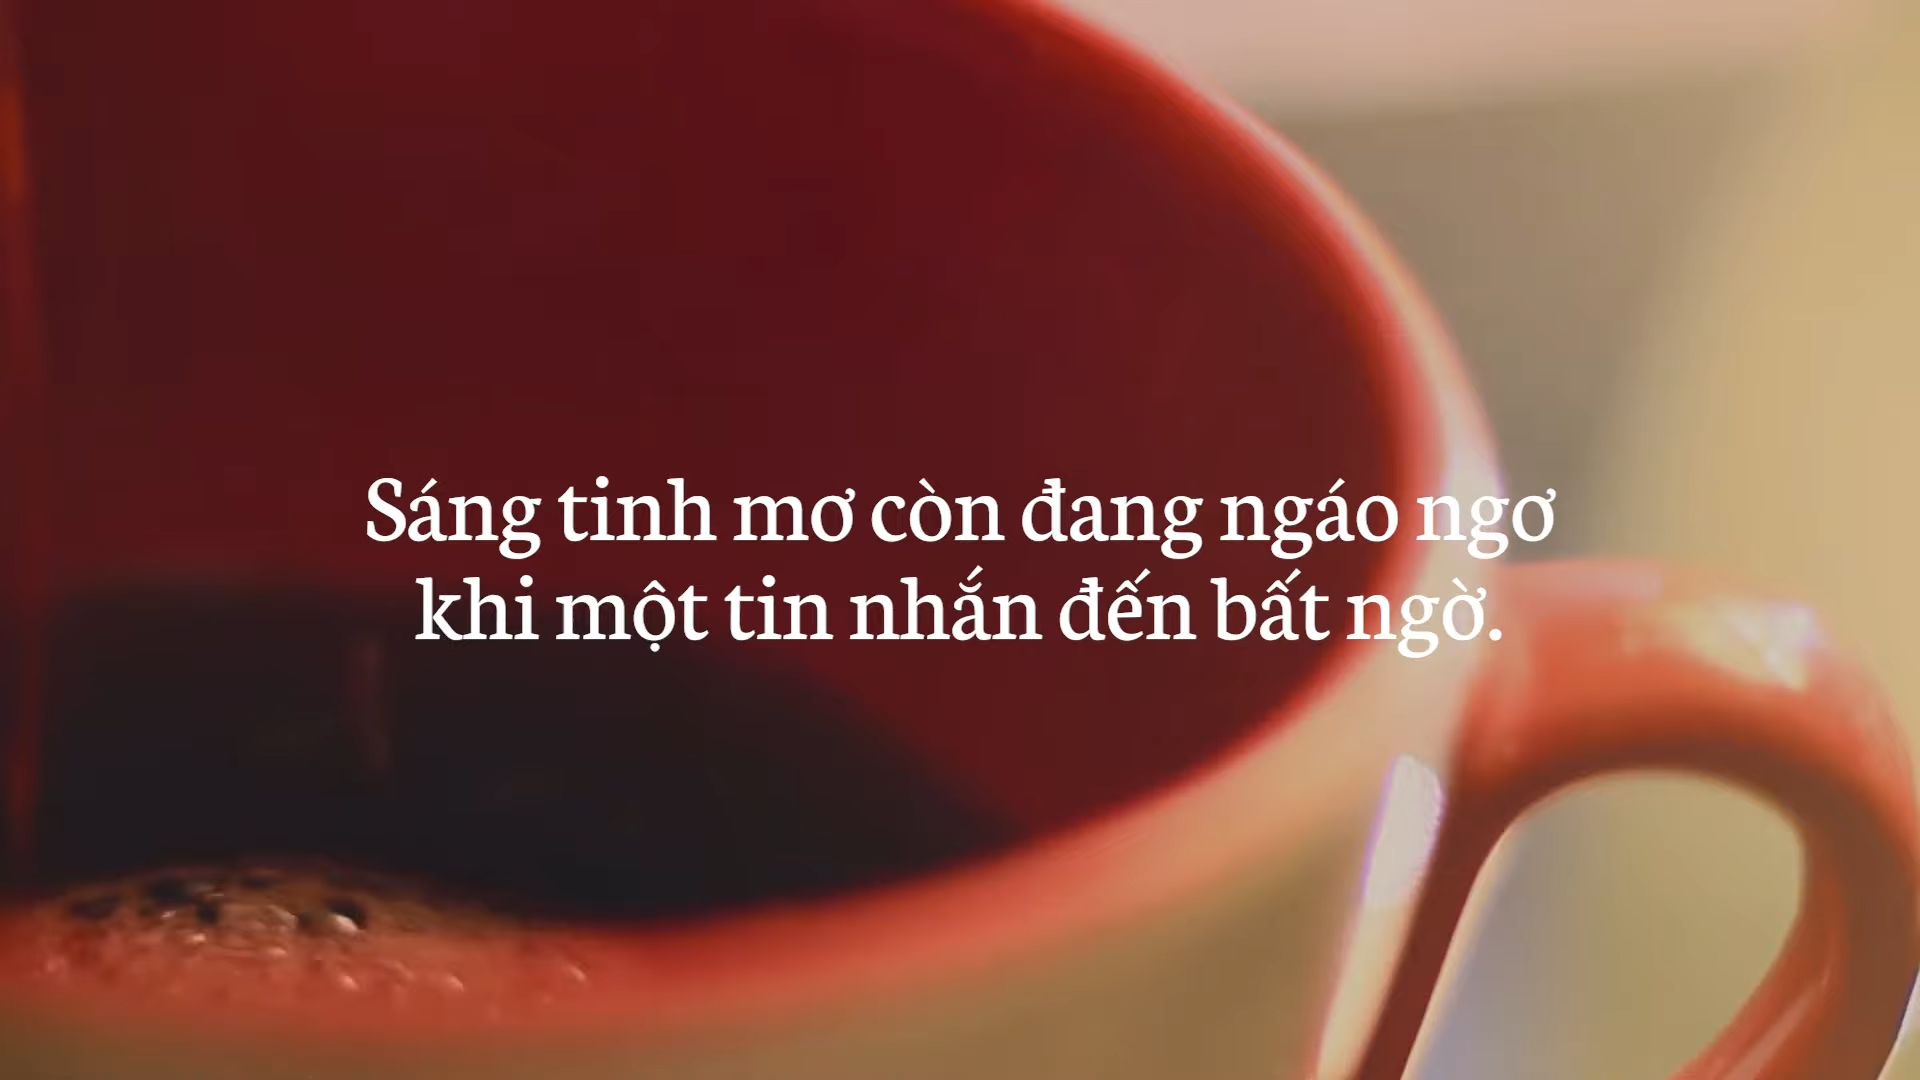 Sáng tinh mơ còn đang ngáo ngơ
khi một tin nhắn đến bất ngờ.